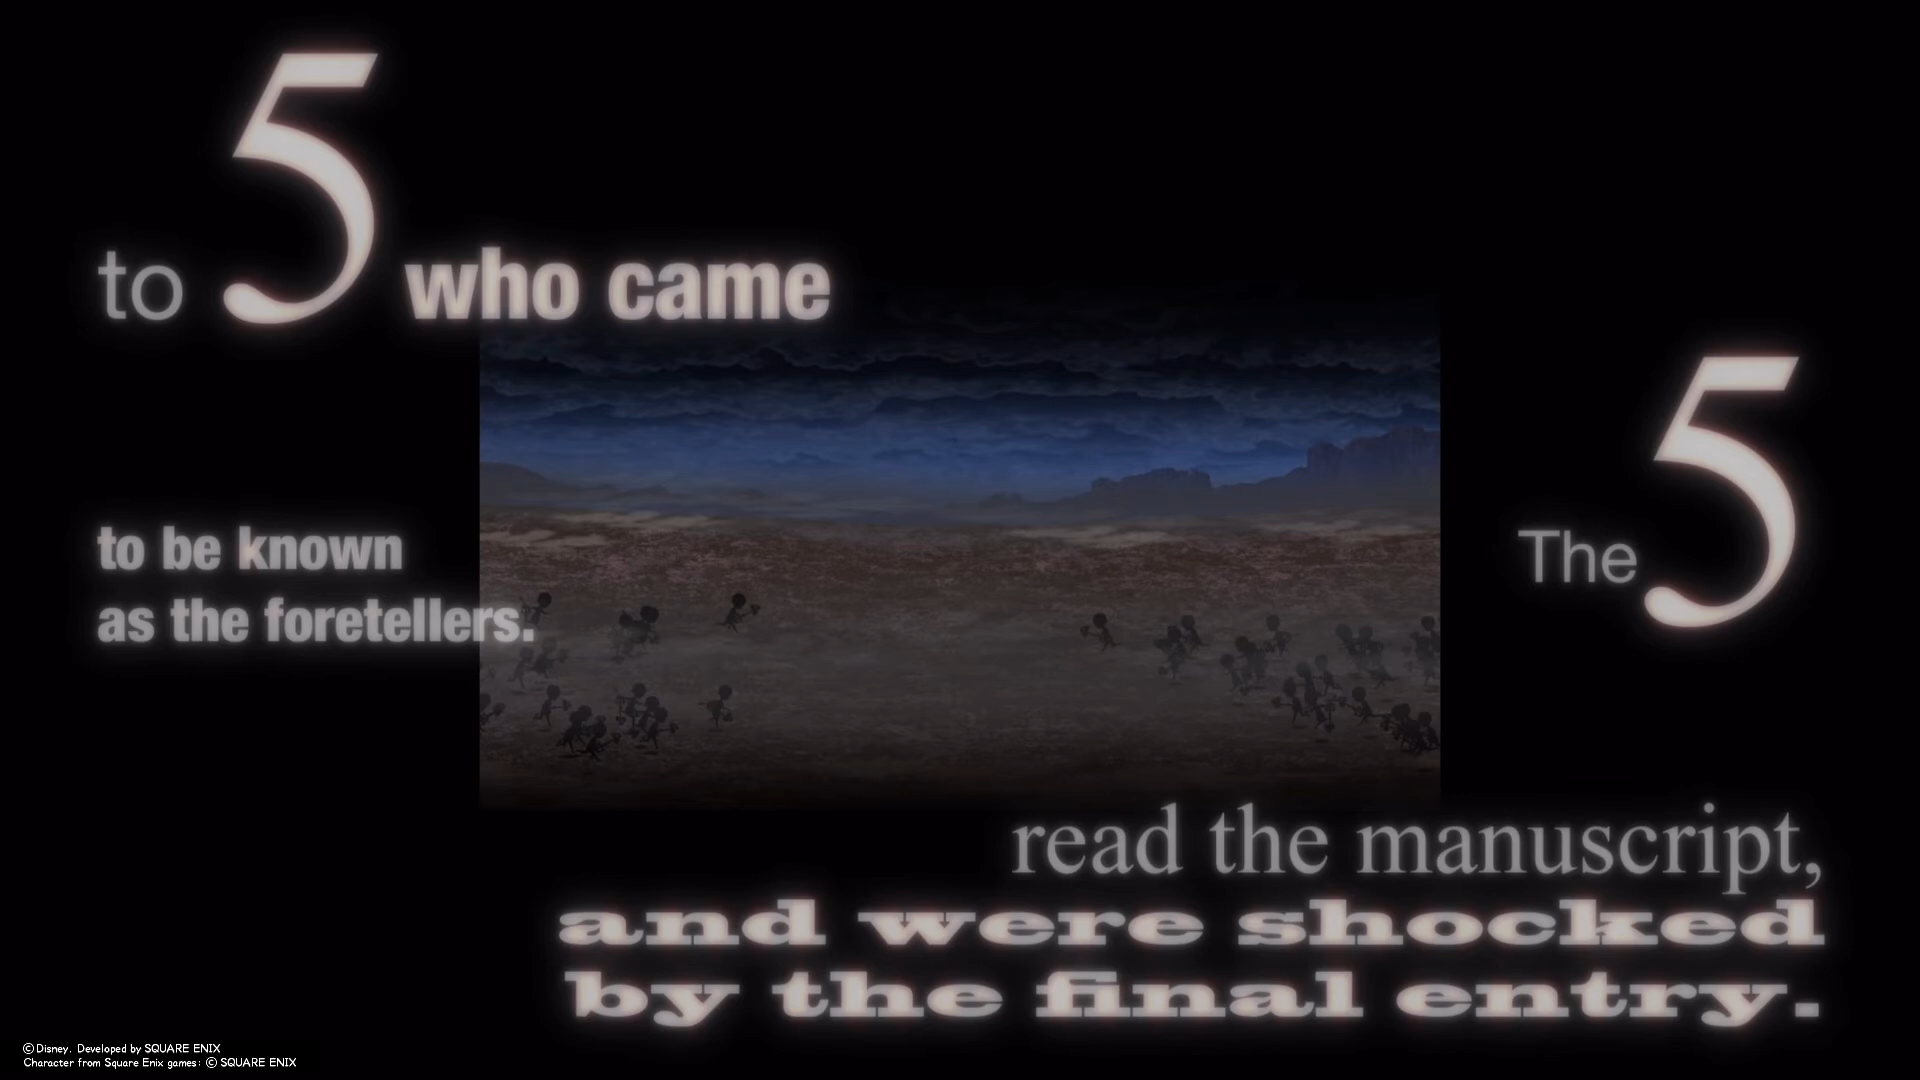 to 5 who came
to be known
as the foretellers.
The 5
read the manuscript,
and were shocked
by the final entry.
©Disney. Developed by SQUARE ENIX
Character from Square Enix games: © SQUARE ENIX